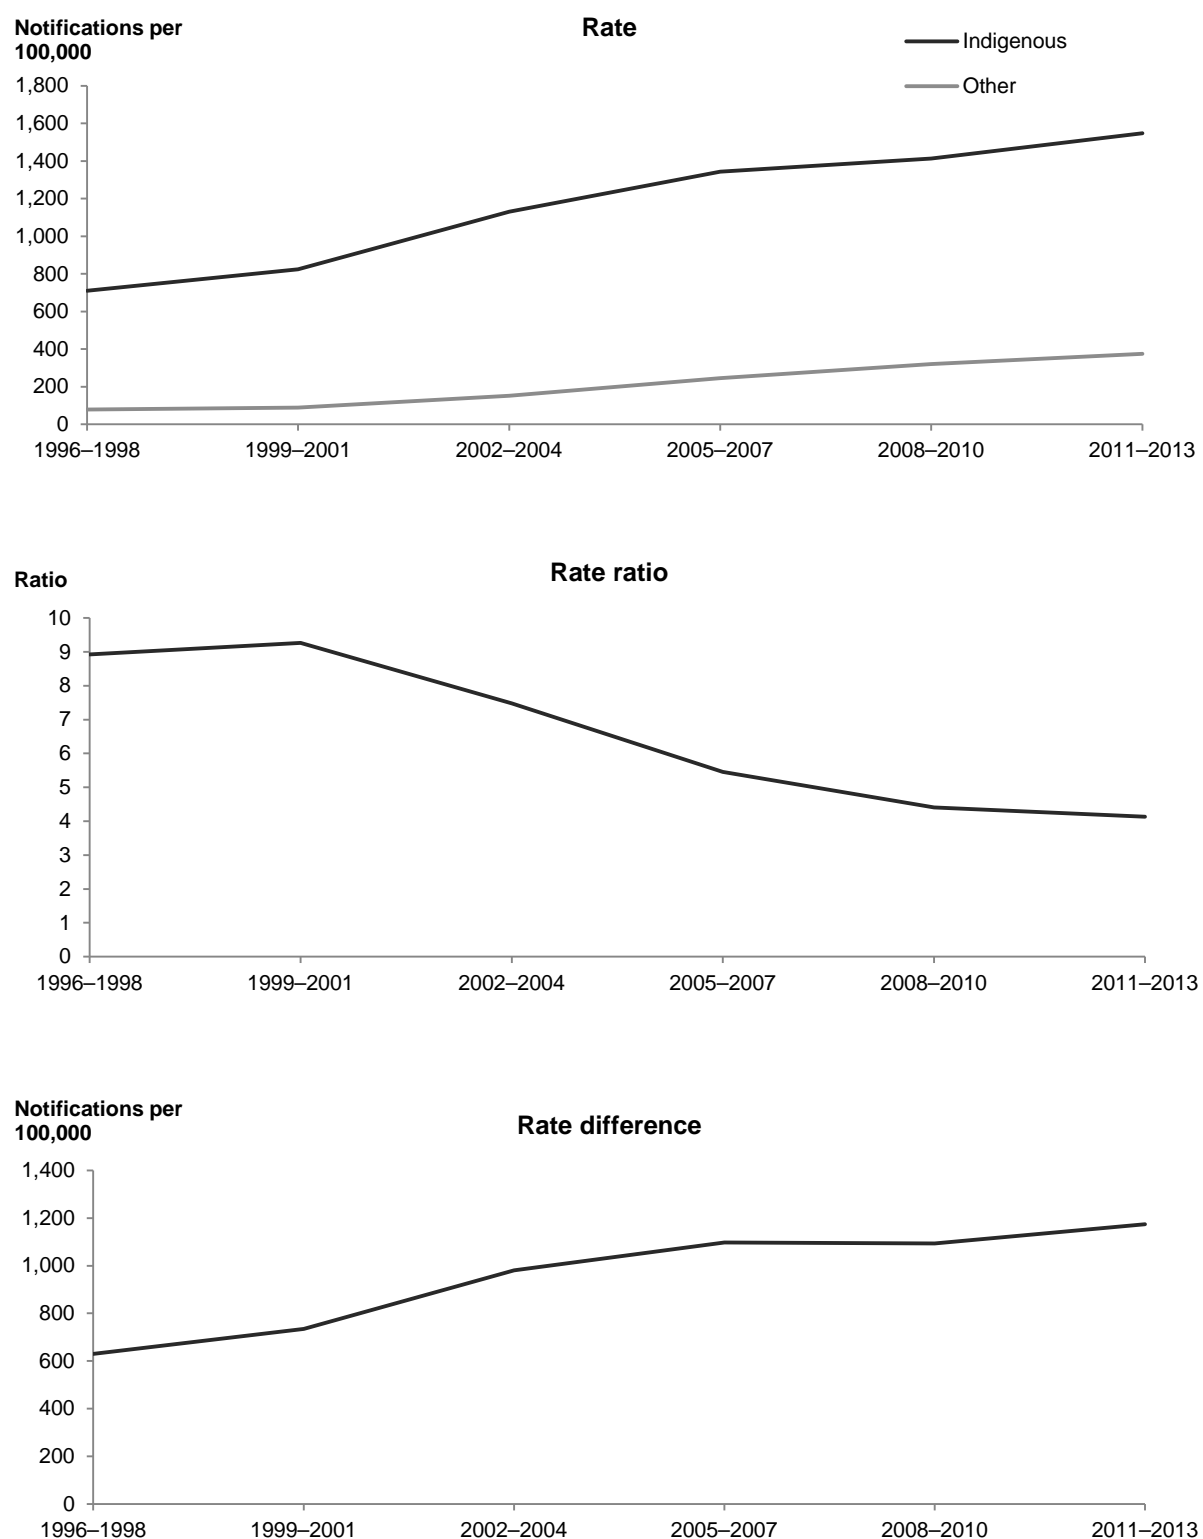 Notifications per
100,000
Rate
Indigenous
Other
1,800
1,600
1,400
1,200
1,000
800
600
400
200
0
1996–1998 1999–2001 2002–2004 2005–2007 2008–2010 2011–2013
Ratio
Rate ratio
10
9
8
7
6
5
4
3
2
1
0
1996–1998 1999–2001 2002–2004 2005–2007 2008–2010 2011–2013
Notifications per
100,000
Rate difference
1,400
1,200
1,000
800
600
400
200
0
1996–1998 1999–2001 2002–2004 2005–2007 2008–2010 2011–2013